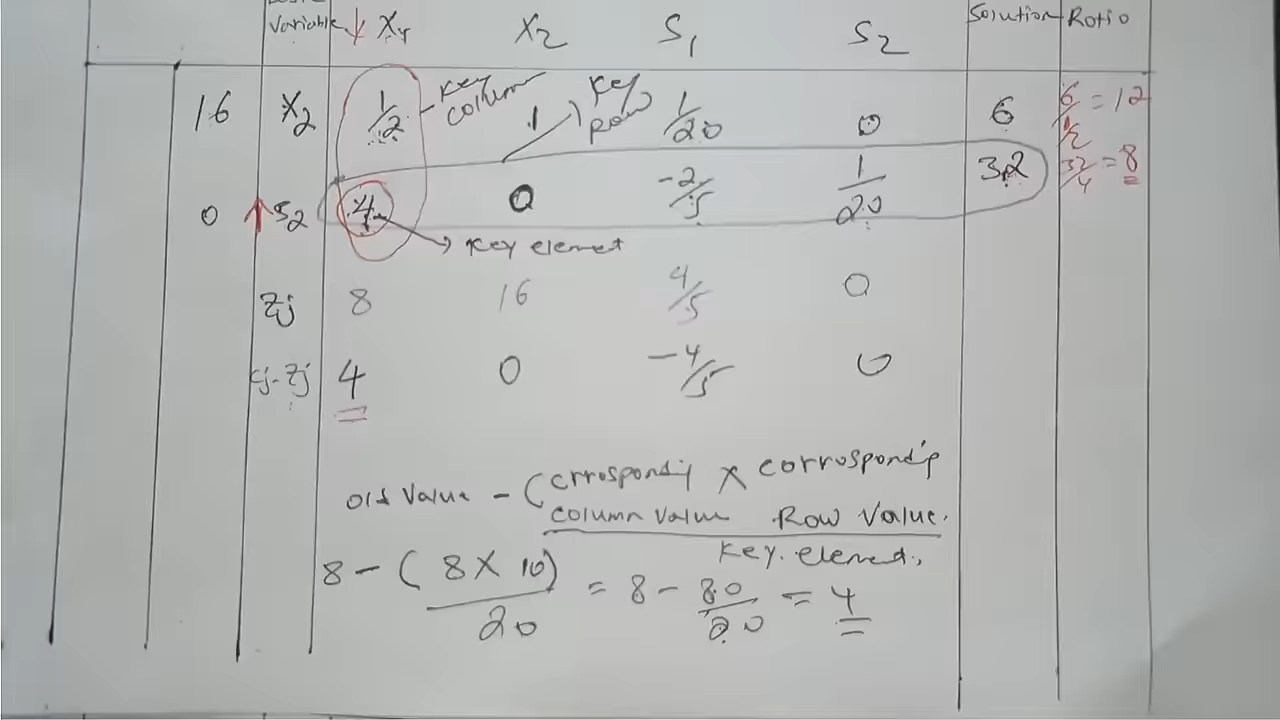 Variable X₁ X₂ S₁ S₂ Solution Ratio
16 X₂ 1/2 1 1/20 0 6 6/1/2 = 12
Key column
Key Row
0 S₂ 4 0 -2/5 1/20 32 32/4 = 8
Key elemet
Zj 8 16 4/5 0
cj-Zj 4 0 -4/5 0
old Value - (crrospondig X corrospondig
column value Row Value.
Key. element.
8 - (8 X 10) = 8 - 80 = 4
20 20